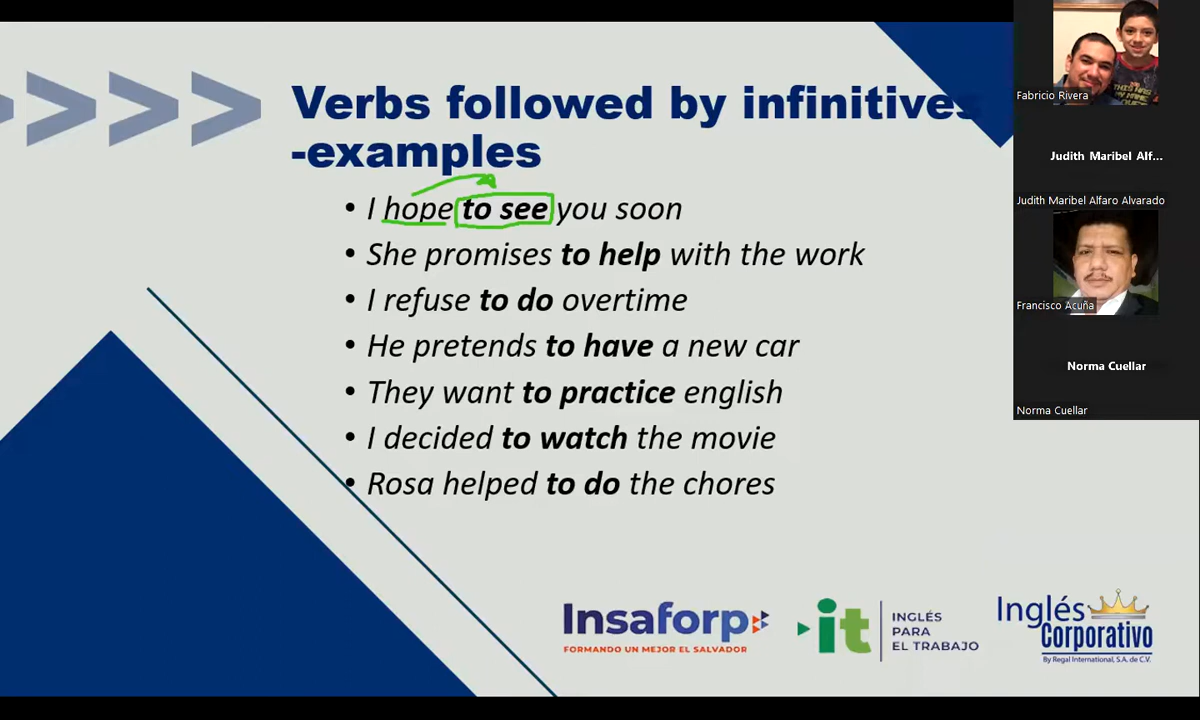 Verbs followed by infinitives
-examples
• I hope to see you soon
• She promises to help with the work
• I refuse to do overtime
• He pretends to have a new car
• They want to practice english
• I decided to watch the movie
• Rosa helped to do the chores
Insaforp
FORMANDO UN MEJOR EL SALVADOR
it
INGLÉS
PARA
EL TRABAJO
Inglés
Corporativo
By Regal International, S.A. de C.V.
Fabricio Rivera
Judith Maribel Alf...
Judith Maribel Alfaro Alvarado
Francisco Acuña
Norma Cuellar
Norma Cuellar